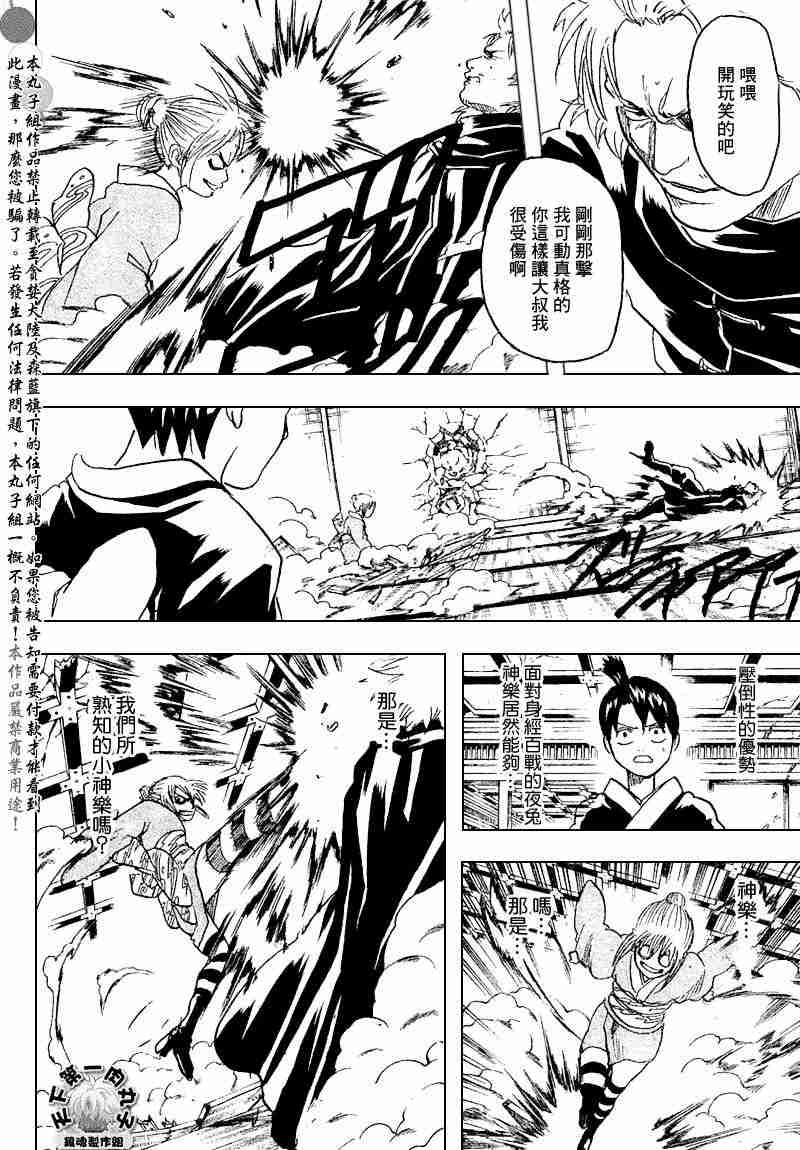 喂喂
開玩笑的吧
剛剛那擊
我可動真格的
你這樣讓大叔我
很受傷啊
壓倒性的優勢
面對身經百戰的夜兔
神樂居然能夠…
神樂…
那是…
嗎…
那是…
我們所
熟知的小神樂嗎？
本丸子組作品禁止轉載至貪婪大陸及森藍旗下的任何網站。如果您被告知需要付款才能看到
此漫畫，那麼您被騙了。若發生任何法律問題，本丸子組一概不負責！本作品嚴禁商業用途！
天下第一肉丸子
銀魂製作組